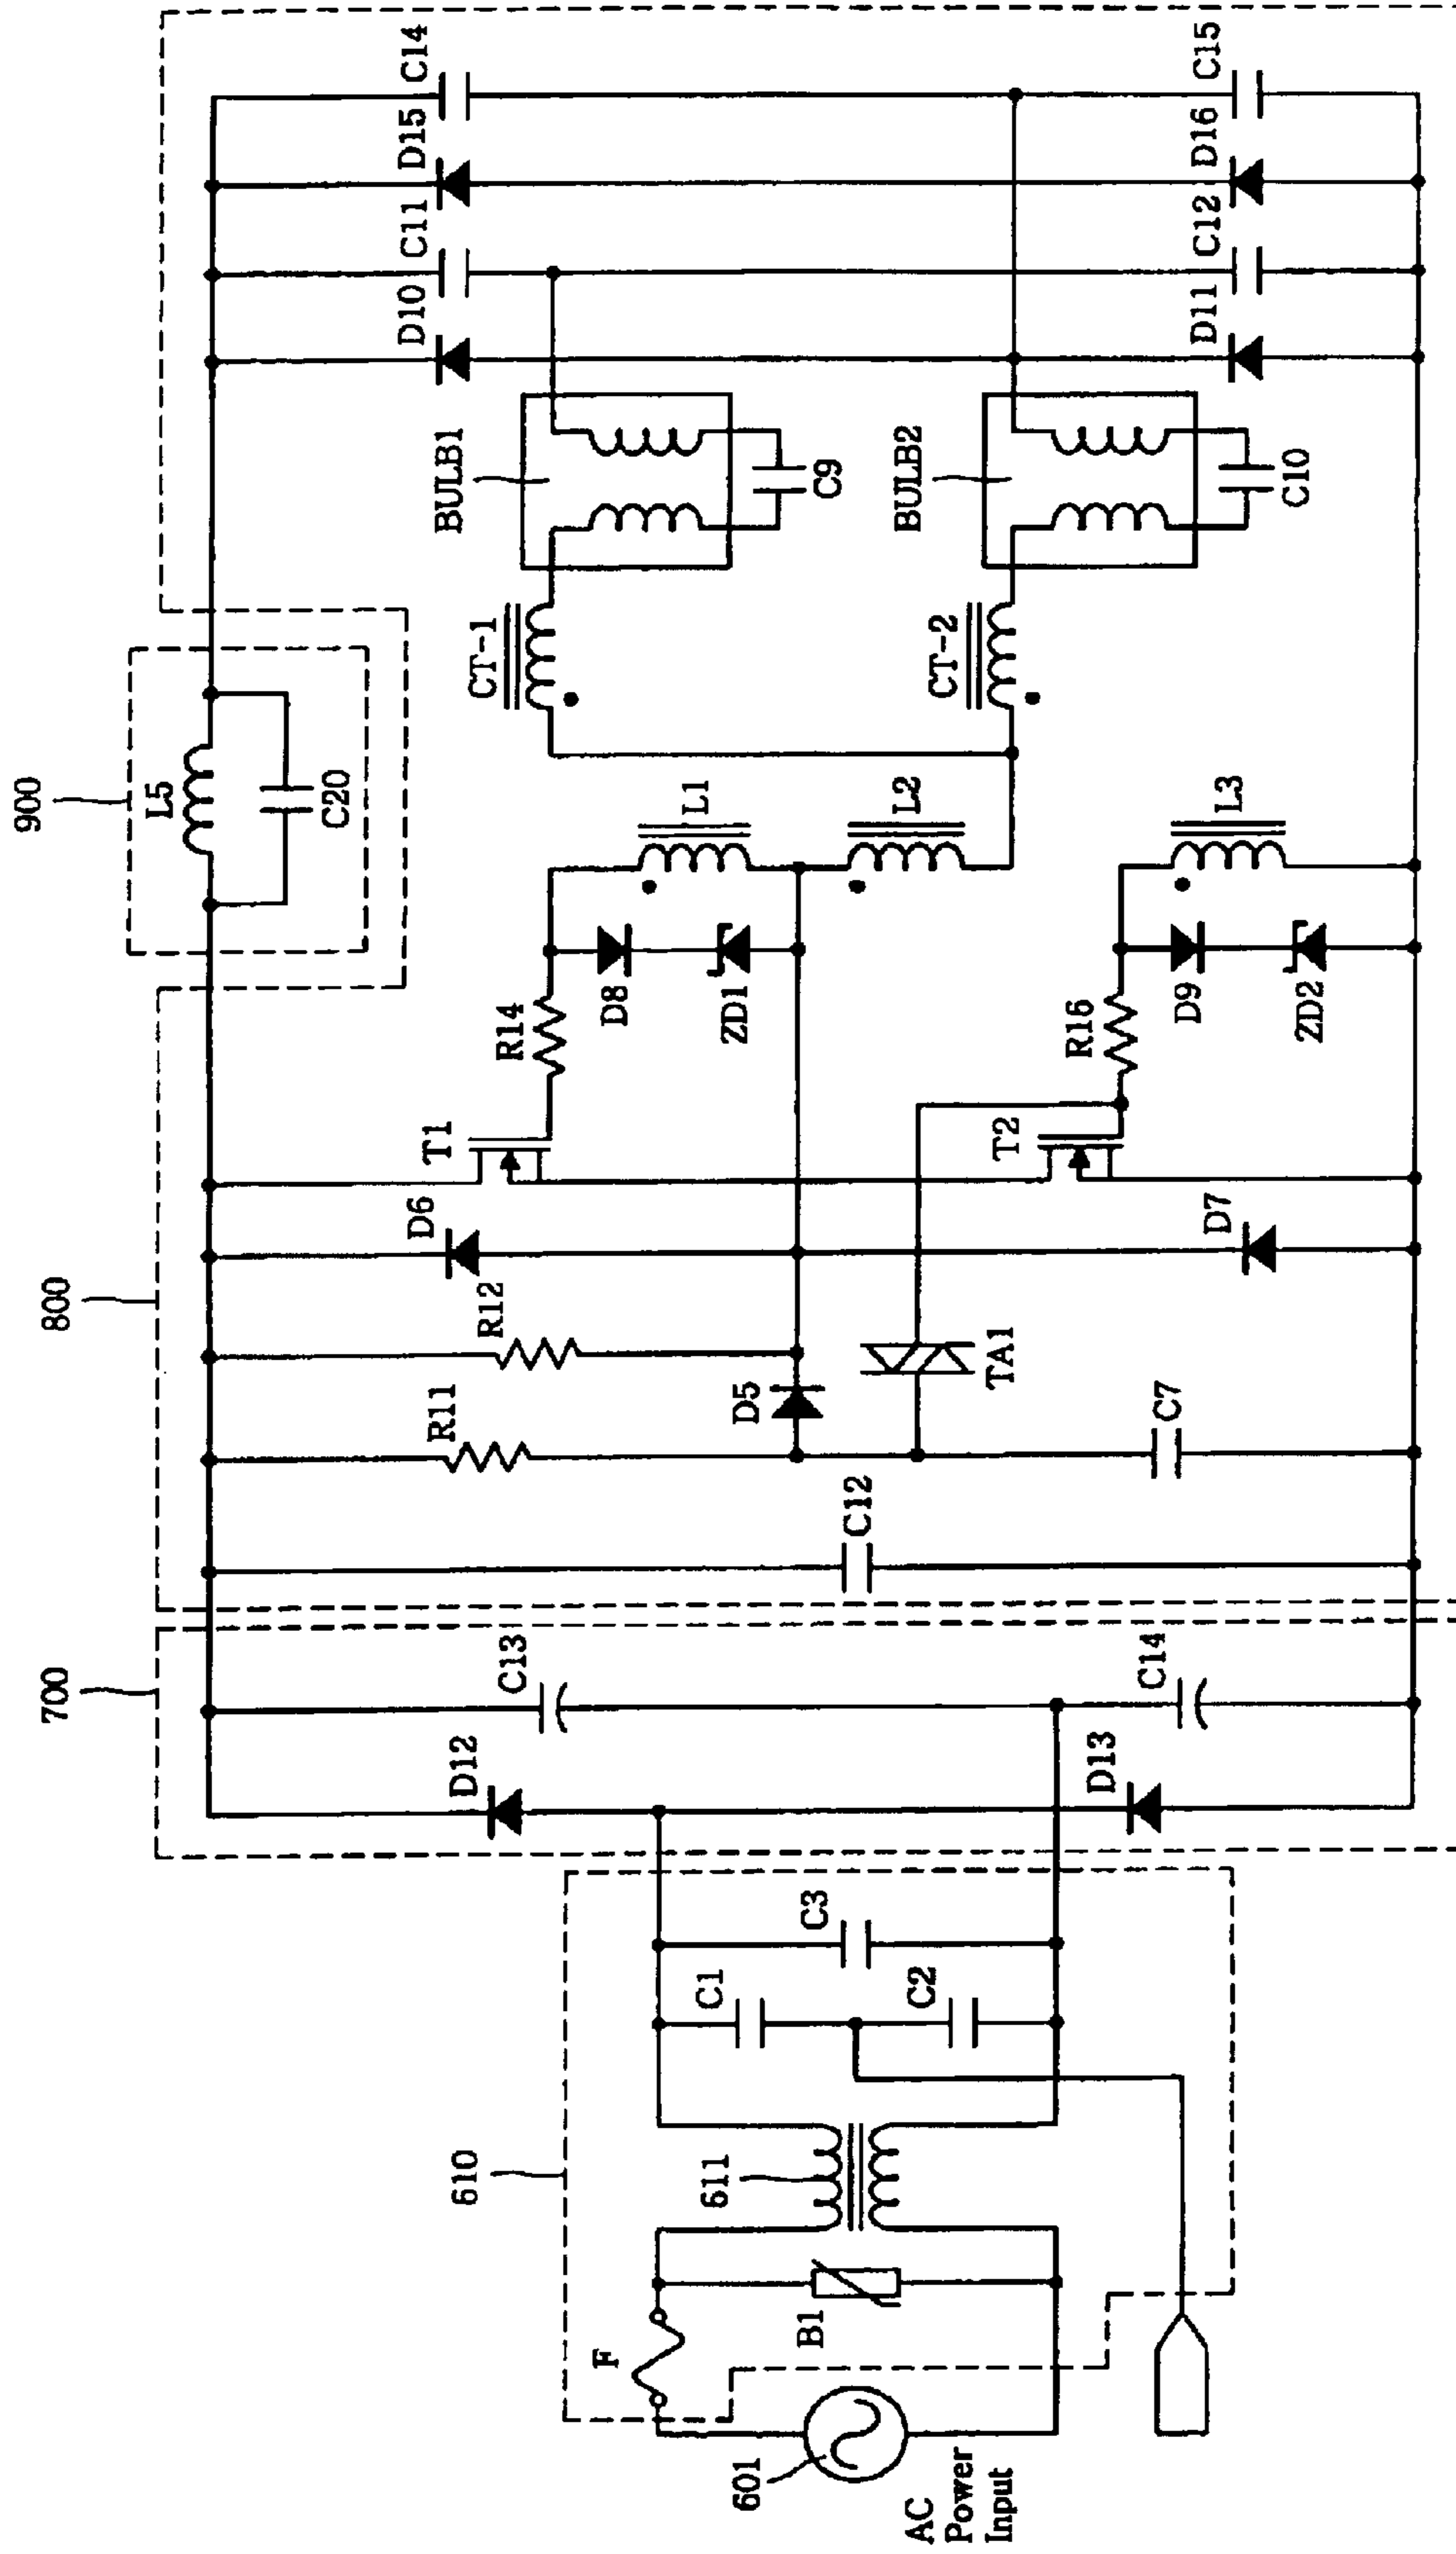 900
L5
C20
800
700
610
611
601
AC
Power
Input
F
B1
C1
C2
C3
D12
D13
C13
C14
C12
R11
R12
D5
TA1
C7
D6
D7
T1
T2
R14
R16
D8
ZD1
D9
ZD2
L1
L2
L3
CT-1
CT-2
BULB1
BULB2
C9
C10
D10
C11
D15
C14
D11
C12
D16
C15